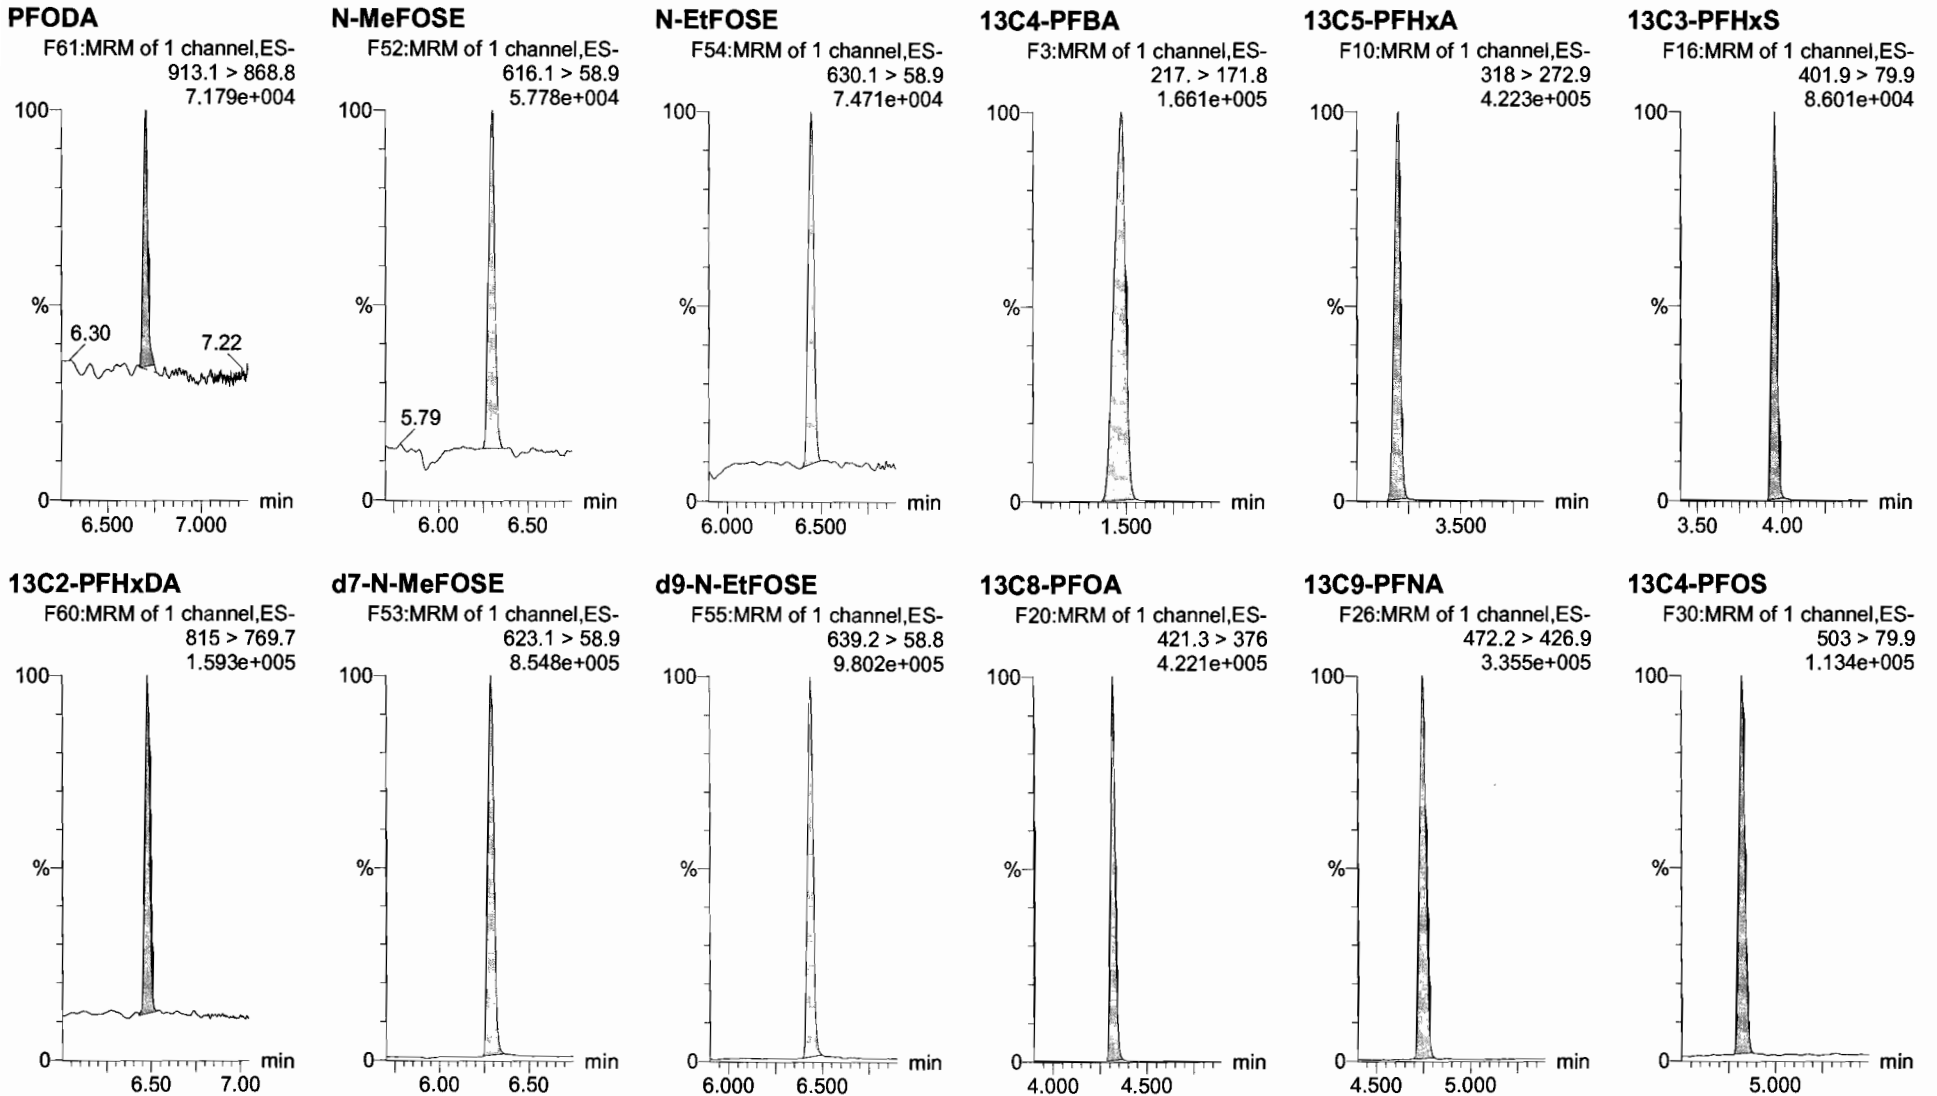 PFODA
F61:MRM of 1 channel,ES-
913.1 > 868.8
7.179e+004
100
%
6.30
7.22
0
min
6.500 7.000
N-MeFOSE
F52:MRM of 1 channel,ES-
616.1 > 58.9
5.778e+004
100
%
5.79
0
min
6.00 6.50
N-EtFOSE
F54:MRM of 1 channel,ES-
630.1 > 58.9
7.471e+004
100
%
0
min
6.000 6.500
13C4-PFBA
F3:MRM of 1 channel,ES-
217. > 171.8
1.661e+005
100
%
0
min
1.500
13C5-PFHxA
F10:MRM of 1 channel,ES-
318 > 272.9
4.223e+005
100
%
0
min
3.500
13C3-PFHxS
F16:MRM of 1 channel,ES-
401.9 > 79.9
8.601e+004
100
%
0
min
3.50 4.00
13C2-PFHxDA
F60:MRM of 1 channel,ES-
815 > 769.7
1.593e+005
100
%
0
min
6.50 7.00
d7-N-MeFOSE
F53:MRM of 1 channel,ES-
623.1 > 58.9
8.548e+005
100
%
0
min
6.00 6.50
d9-N-EtFOSE
F55:MRM of 1 channel,ES-
639.2 > 58.8
9.802e+005
100
%
0
min
6.000 6.500
13C8-PFOA
F20:MRM of 1 channel,ES-
421.3 > 376
4.221e+005
100
%
0
min
4.000 4.500
13C9-PFNA
F26:MRM of 1 channel,ES-
472.2 > 426.9
3.355e+005
100
%
0
min
4.500 5.000
13C4-PFOS
F30:MRM of 1 channel,ES-
503 > 79.9
1.134e+005
100
%
0
min
5.000